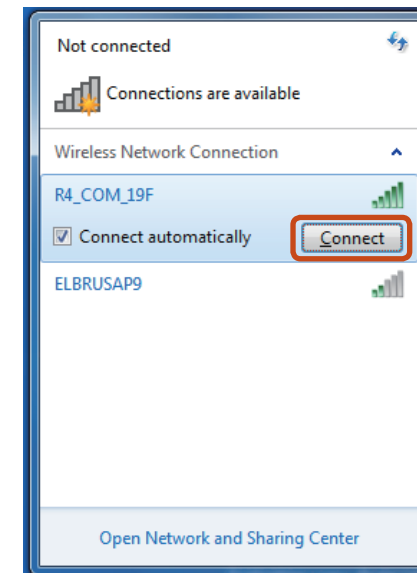 Not connected
Connections are available
Wireless Network Connection
R4_COM_19F
Connect automatically Connect
ELBRUSAP9
Open Network and Sharing Center